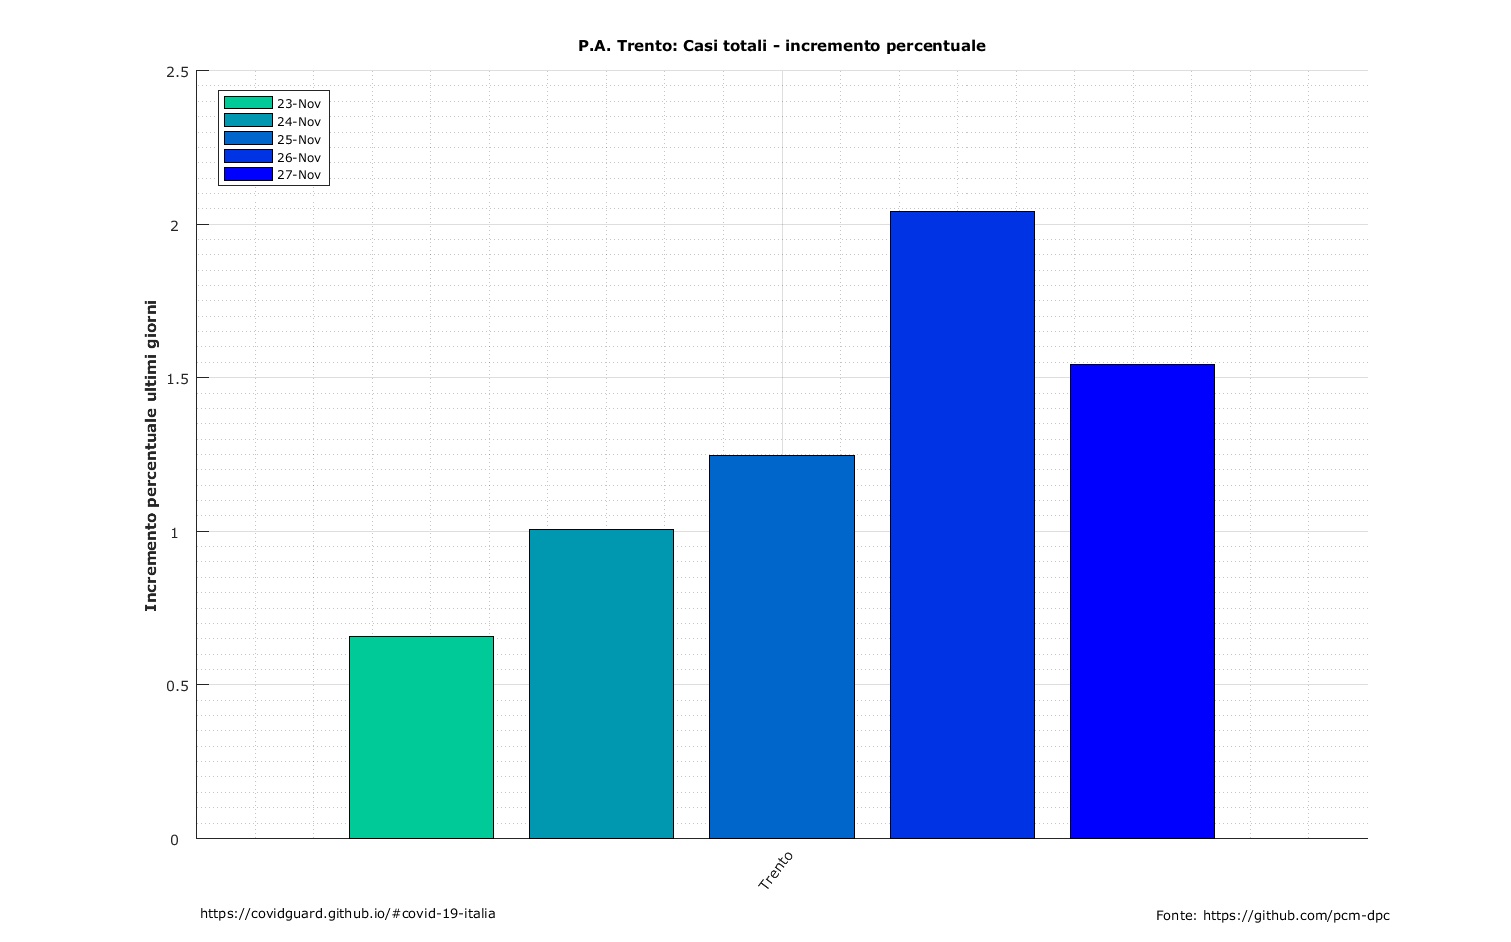 P.A. Trento: Casi totali - incremento percentuale
2.5
2
1.5
1
0.5
0
Incremento percentuale ultimi giorni
23-Nov
24-Nov
25-Nov
26-Nov
27-Nov
Trento
https://covidguard.github.io/#covid-19-italia
Fonte: https://github.com/pcm-dpc